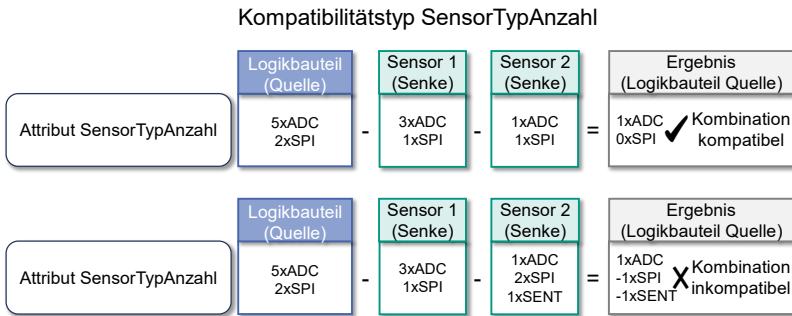 Kompatibilitätstyp SensorTypAnzahl
Logikbauteil
(Quelle)
Sensor 1
(Senke)
Sensor 2
(Senke)
Ergebnis
(Logikbauteil Quelle)
Attribut SensorTypAnzahl
5xADC
2xSPI
-
3xADC
1xSPI
-
1xADC
1xSPI
=
1xADC
0xSPI
Kombination
kompatibel
Logikbauteil
(Quelle)
Sensor 1
(Senke)
Sensor 2
(Senke)
Ergebnis
(Logikbauteil Quelle)
Attribut SensorTypAnzahl
5xADC
2xSPI
-
3xADC
1xSPI
-
1xADC
2xSPI
1xSENT
=
1xADC
-1xSPI
-1xSENT
Kombination
inkompatibel